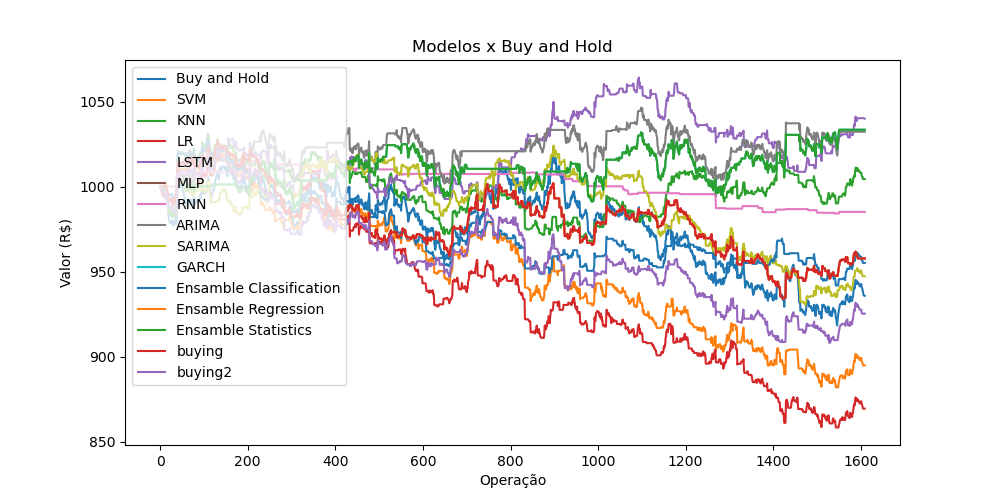 Modelos x Buy and Hold
Valor (R$)
1050
1000
950
900
850
Buy and Hold
SVM
KNN
LR
LSTM
MLP
RNN
ARIMA
SARIMA
GARCH
Ensamble Classification
Ensamble Regression
Ensamble Statistics
buying
buying2
0 200 400 600 800 1000 1200 1400 1600
Operação